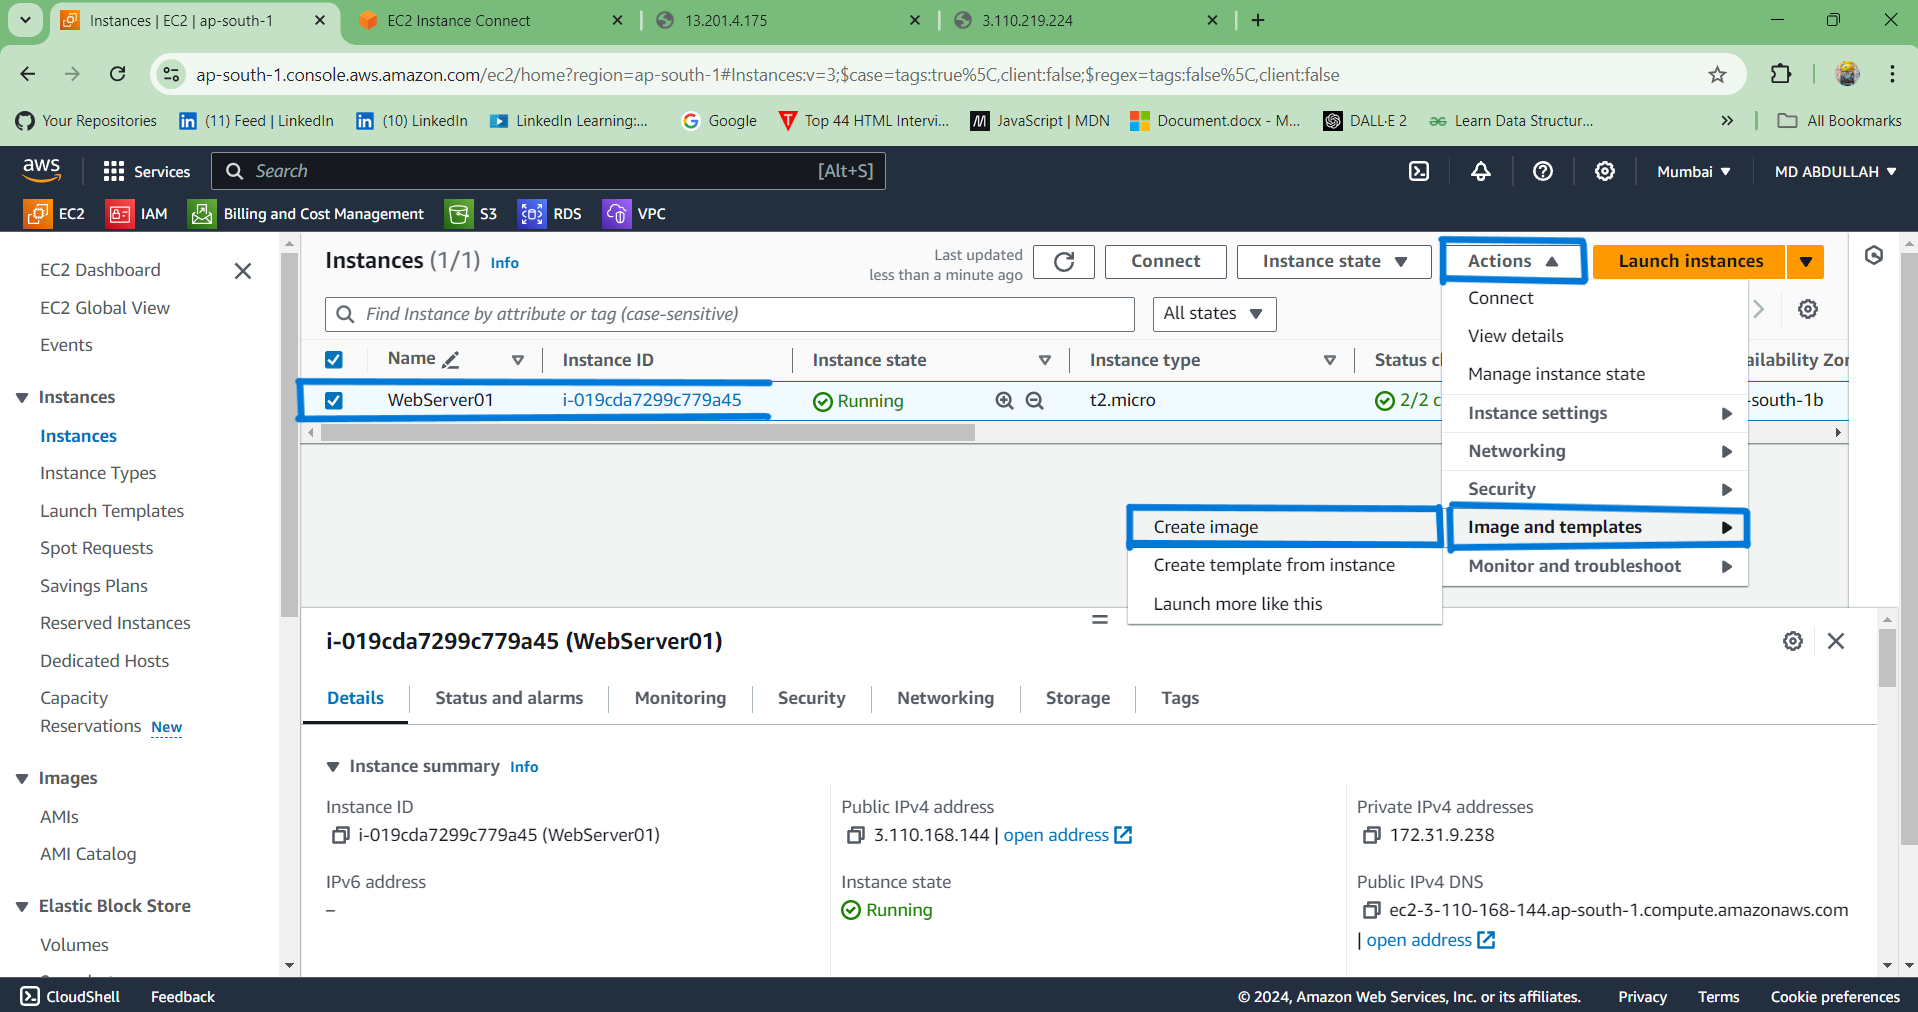 Instances | EC2 | ap-south-1
EC2 Instance Connect
13.201.4.175
3.110.219.224
ap-south-1.console.aws.amazon.com/ec2/home?region=ap-south-1#Instances:v=3;$case=tags:true%5C,client:false;$regex=tags:false%5C,client:false
Your Repositories
(11) Feed | LinkedIn
(10) LinkedIn
LinkedIn Learning:...
Google
Top 44 HTML Intervi...
JavaScript | MDN
Document.docx - M...
DALL·E 2
Learn Data Structur...
All Bookmarks
aws
Services
Search
[Alt+S]
Mumbai
MD ABDULLAH
EC2
IAM
Billing and Cost Management
S3
RDS
VPC
EC2 Dashboard
EC2 Global View
Events
Instances
Instances
Instance Types
Launch Templates
Spot Requests
Savings Plans
Reserved Instances
Dedicated Hosts
Capacity
Reservations New
Images
AMIs
AMI Catalog
Elastic Block Store
Volumes
Instances (1/1) Info
Last updated
less than a minute ago
Connect
Instance state
Actions
Launch instances
Find Instance by attribute or tag (case-sensitive)
All states
Name
Instance ID
Instance state
Instance type
Status c
ailability Zon
WebServer01
i-019cda7299c779a45
Running
t2.micro
2/2 c
-south-1b
Connect
View details
Manage instance state
Instance settings
Networking
Security
Image and templates
Monitor and troubleshoot
Create image
Create template from instance
Launch more like this
i-019cda7299c779a45 (WebServer01)
Details
Status and alarms
Monitoring
Security
Networking
Storage
Tags
Instance summary Info
Instance ID
i-019cda7299c779a45 (WebServer01)
Public IPv4 address
3.110.168.144 | open address
Private IPv4 addresses
172.31.9.238
IPv6 address
–
Instance state
Running
Public IPv4 DNS
ec2-3-110-168-144.ap-south-1.compute.amazonaws.com
| open address
CloudShell
Feedback
© 2024, Amazon Web Services, Inc. or its affiliates.
Privacy
Terms
Cookie preferences